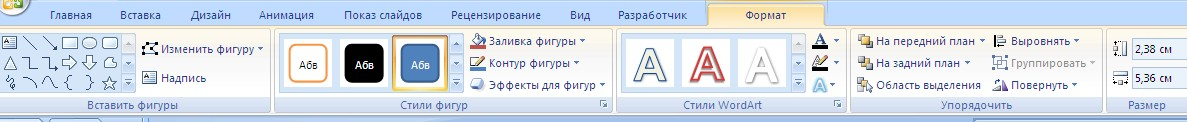 Главная Вставка Дизайн Анимация Показ слайдов Рецензирование Вид Разработчик Формат
Изменить фигуру
Надпись
Вставить фигуры
Абв Абв Абв
Заливка фигуры
Контур фигуры
Эффекты для фигур
Стили фигур
A A A A
A
Стили WordArt
На передний план
На задний план
Область выделения
Выровнять
Группировать
Повернуть
Упорядочить
2,38 см
5,36 см
Размер